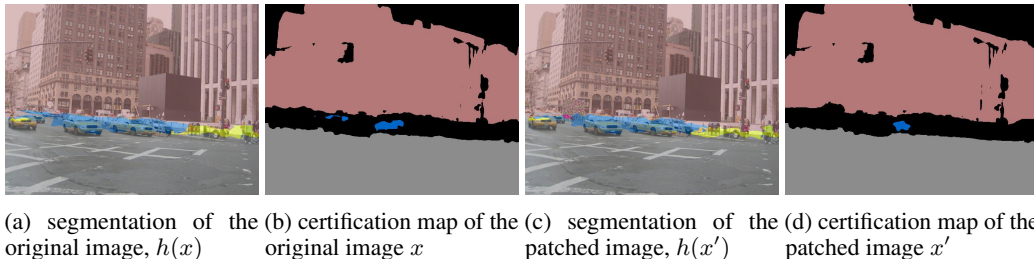 (a) segmentation of the original image, h(x)
(b) certification map of the original image x
(c) segmentation of the patched image, h(x′)
(d) certification map of the patched image x′